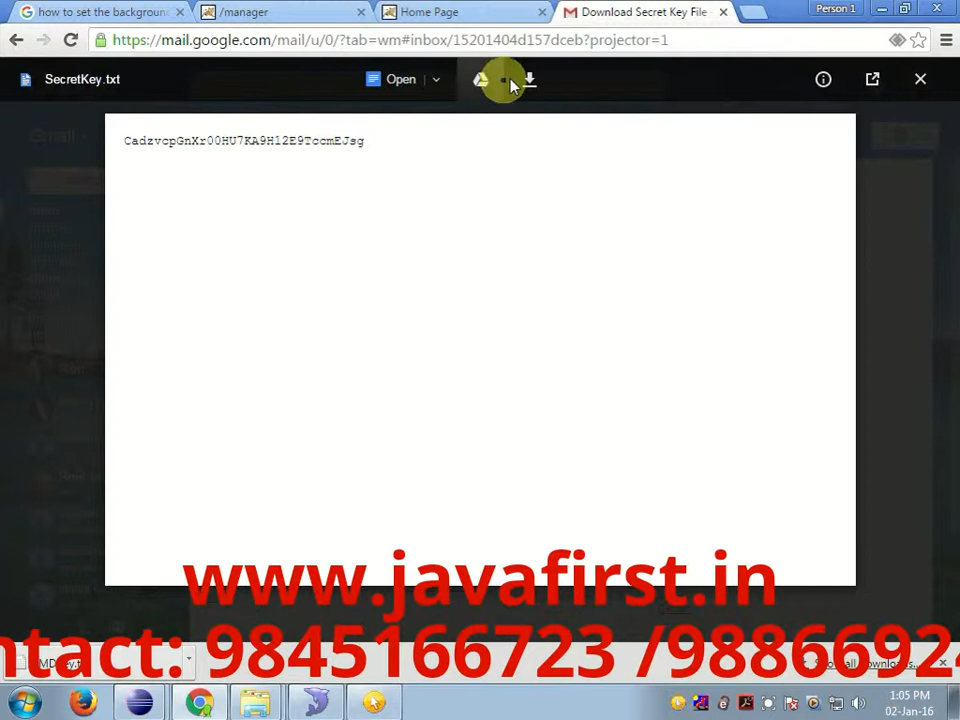 how to set the backgroun
/manager
Home Page
Download Secret Key File -
Person 1
https://mail.google.com/mail/u/0/?tab=wm#inbox/15201404d157dceb?projector=1
SecretKey.txt
Open
CadzvcpGnXr00HU7KA9H12E9TccmEJsg
www.javafirst.in
ntact: 9845166723 /9886692
1:05 PM
02-Jan-16